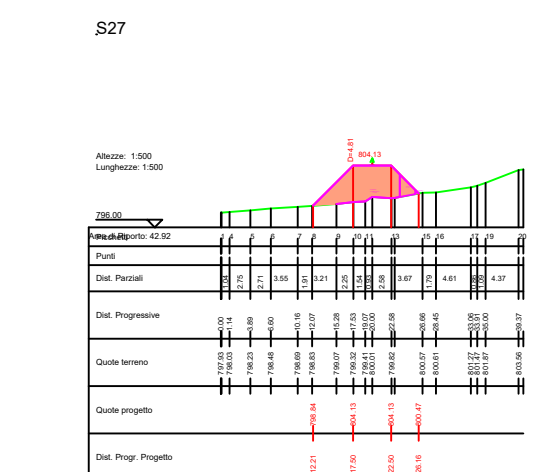 S27
Altezze: 1:500
Lunghezze: 1:500
D=4.81
804.13
796.00
Area di Riporto: 42.92
Picchetti
1 4 5 6 7 8 9 10 11 13 15 16 17 18 19 20
Punti
Dist. Parziali
2.75 2.71 3.55 1.91 3.21 2.25 1.54 0.93 2.58 3.67 1.79 4.61 4.37
Dist. Progressive
0.00 1.14 3.89 6.60 10.16 12.07 15.28 17.53 19.07 20.00 22.58 26.66 28.45 33.06 33.91 35.00 39.37
Quote terreno
797.93 798.03 798.23 798.48 798.69 798.83 799.07 799.32 799.41 800.01 799.82 800.57 800.61 801.27 801.47 801.87 803.56
Quote progetto
798.84 804.13 804.13 800.47
Dist. Progr. Progetto
12.21 17.50 22.50 26.16